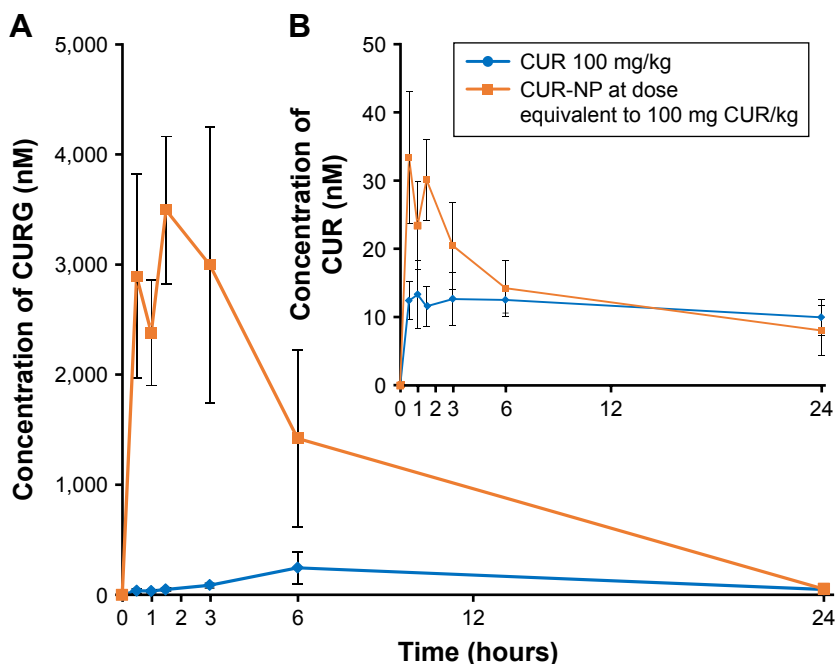 A
B
Concentration of CURG (nM)
5,000
4,000
3,000
2,000
1,000
0
0 1 2 3 6 12 24
Time (hours)
Concentration of
CUR (nM)
50
40
30
20
10
0
0 1 2 3 6 12 24
CUR 100 mg/kg
CUR-NP at dose
equivalent to 100 mg CUR/kg